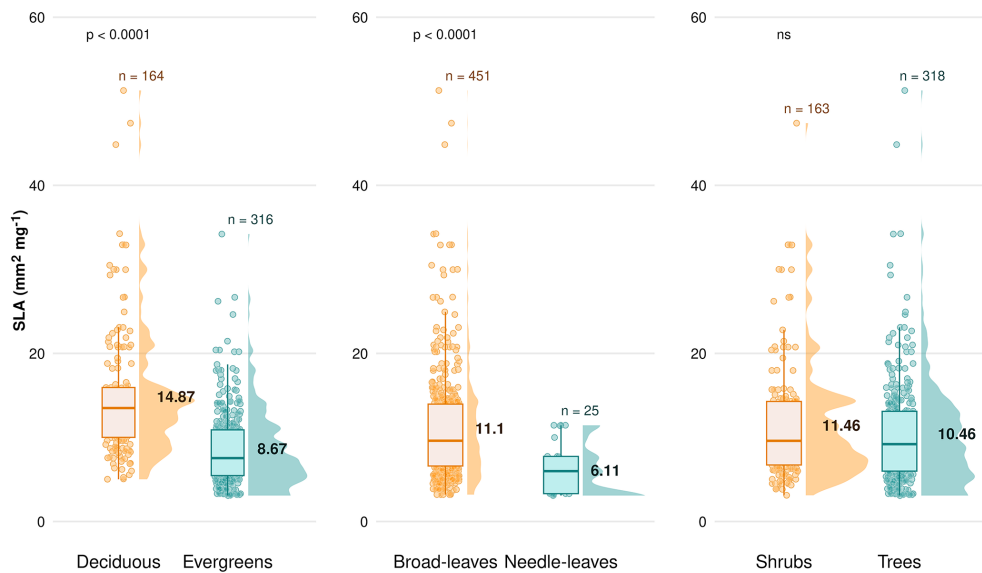 60 60 60
p < 0.0001 p < 0.0001 ns
n = 164 n = 451 n = 318
n = 163
40 40 40
n = 316
SLA (mm² mg⁻¹)
20 20 20
n = 25
14.87
11.1 11.46
10.46
8.67
6.11
0 0 0
Deciduous Evergreens Broad-leaves Needle-leaves Shrubs Trees